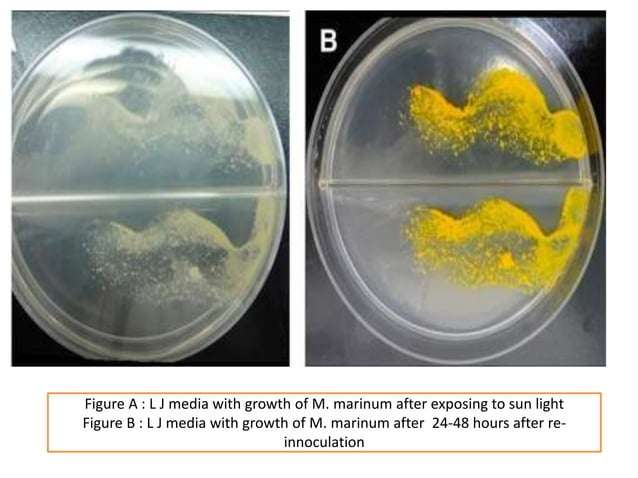 B
Figure A : L J media with growth of M. marinum after exposing to sun light
Figure B : L J media with growth of M. marinum after  24-48 hours after re-
innoculation